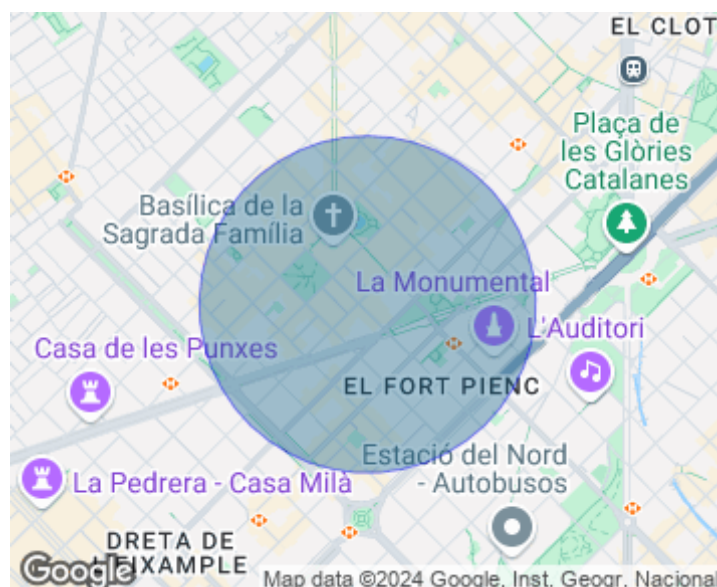 EL CLOT
Plaça de
les Glòries
Catalanes
Basílica de la
Sagrada Família
La Monumental
L'Auditori
Casa de les Punxes
EL FORT PIENC
Estació del Nord
- Autobusos
La Pedrera - Casa Milà
DRETA DE
L'EIXAMPLE
Google
Map data ©2024 Google, Inst. Geogr. Nacional